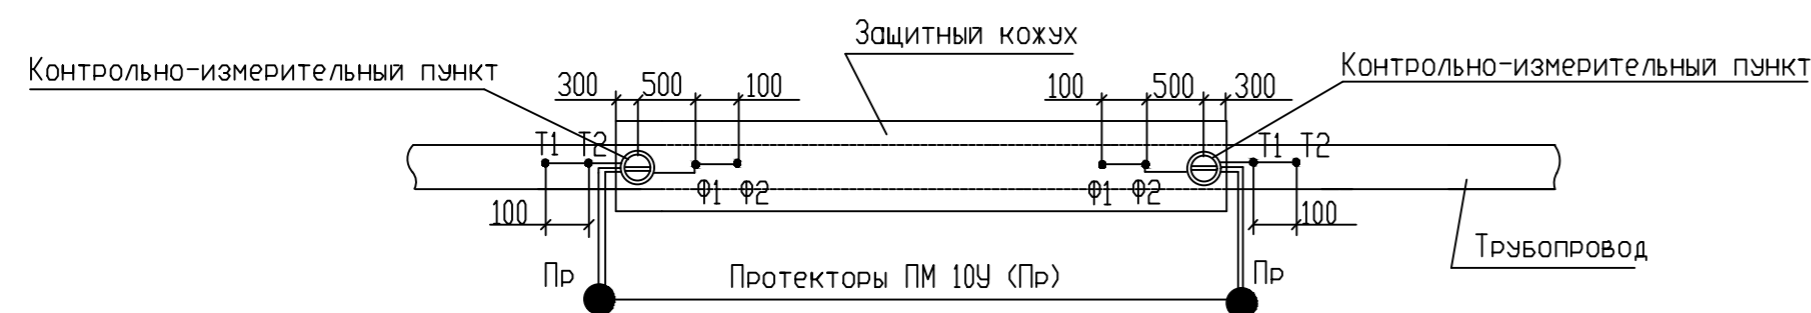 Защитный кожух
Контрольно-измерительный пункт
Контрольно-измерительный пункт
300 500 100
100 500 300
Т1 Т2
Т1 Т2
Ф1 Ф2
Ф1 Ф2
100
100
Трубопровод
Пр
Протекторы ПМ 10У (Пр)
Пр